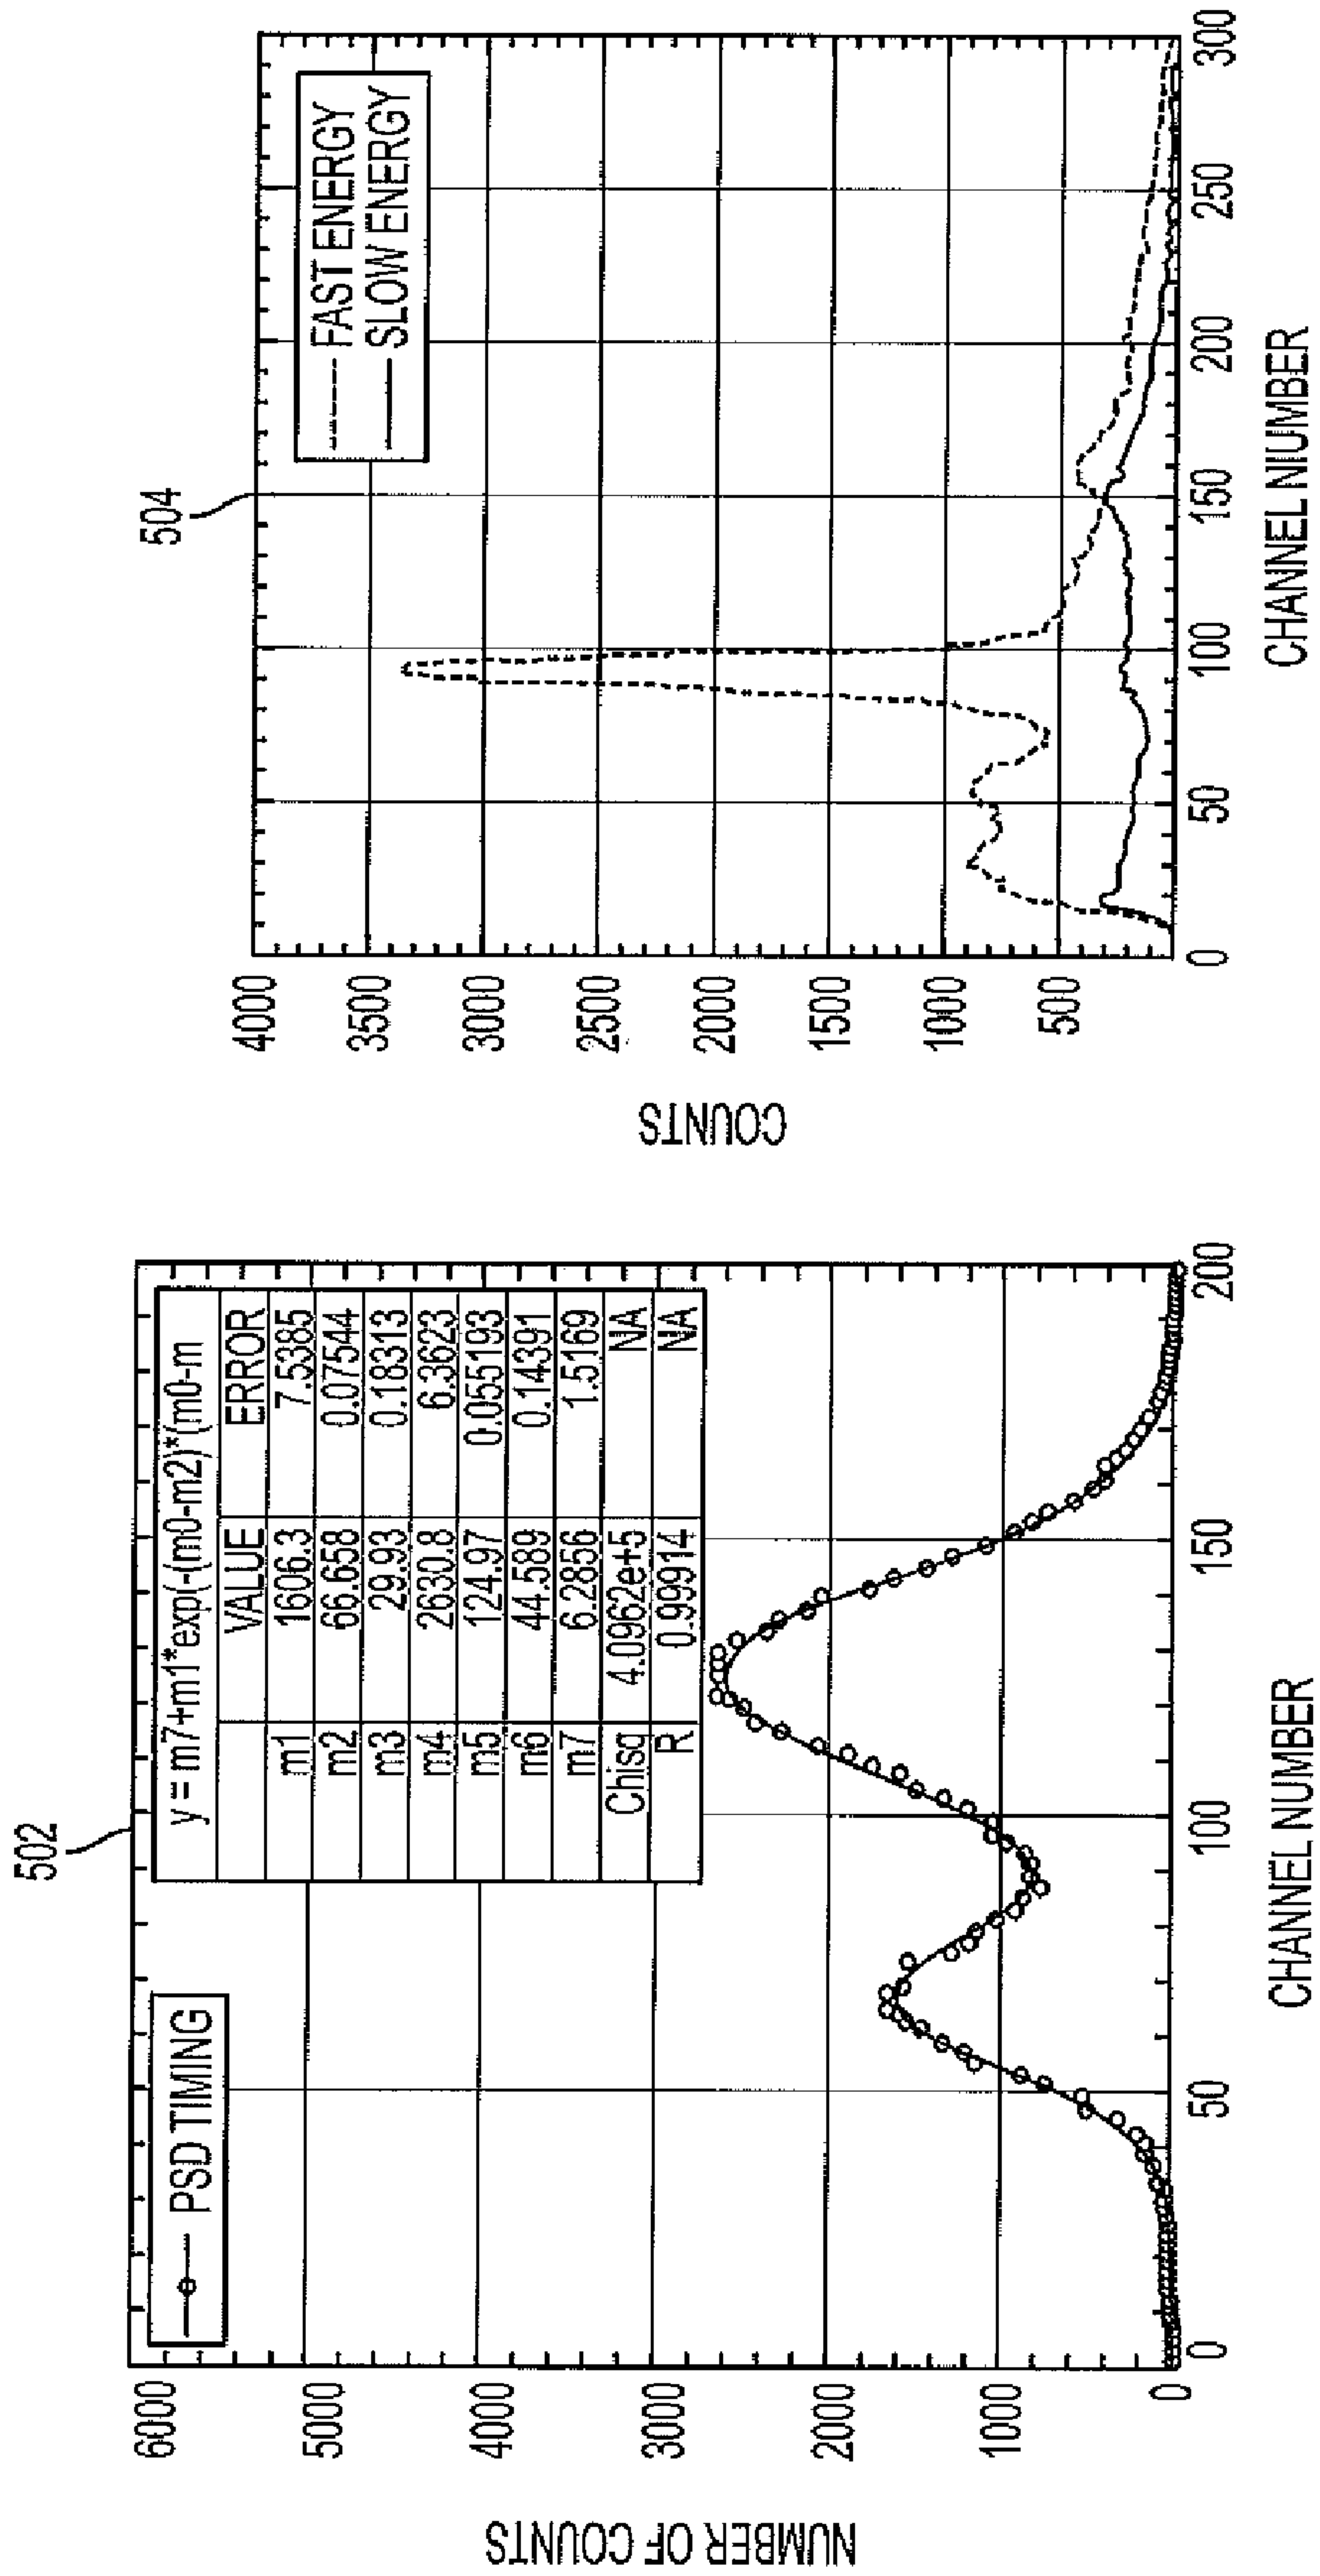 502
NUMBER OF COUNTS
6000
5000
4000
3000
2000
1000
0
PSD TIMING
y = m7+m1*exp(-(m0-m2)*(m0-m
VALUE ERROR
m1 1606.3 7.5385
m2 66.658 0.07544
m3 29.93 0.18313
m4 2630.8 6.3623
m5 124.97 0.055193
m6 44.589 0.14391
m7 6.2856 1.5169
Chisq 4.0962e+5 NA
R 0.99914 NA
0 50 100 150 200
CHANNEL NUMBER
504
COUNTS
4000
3500
3000
2500
2000
1500
1000
500
FAST ENERGY
SLOW ENERGY
0 50 100 150 200 250 300
CHANNEL NIUMBER